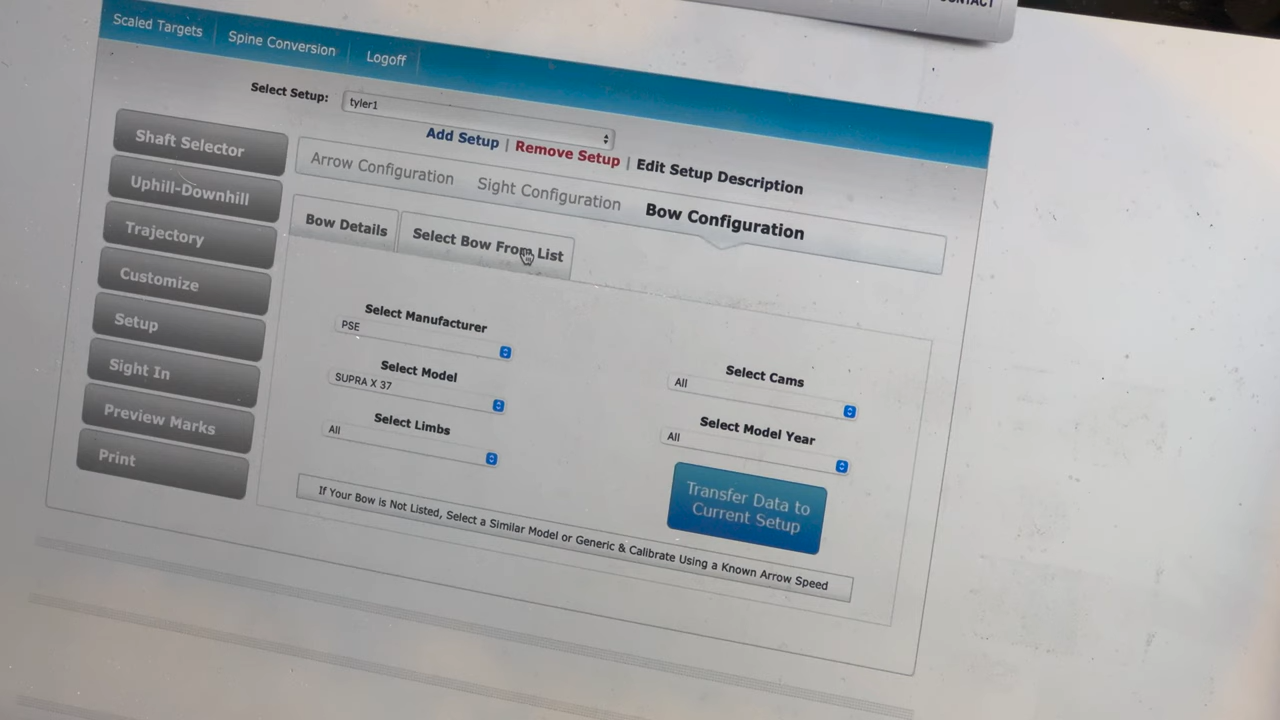 CONTACT
Scaled Targets
Spine Conversion
Logoff
Select Setup:
tyler1
Add Setup | Remove Setup | Edit Setup Description
Shaft Selector
Uphill-Downhill
Trajectory
Customize
Setup
Sight In
Preview Marks
Print
Arrow Configuration
Sight Configuration
Bow Configuration
Bow Details
Select Bow From List
Select Manufacturer
PSE
Select Model
SUPRA X 37
Select Limbs
All
Select Cams
All
Select Model Year
All
Transfer Data to
Current Setup
If Your Bow is Not Listed, Select a Similar Model or Generic & Calibrate Using a Known Arrow Speed